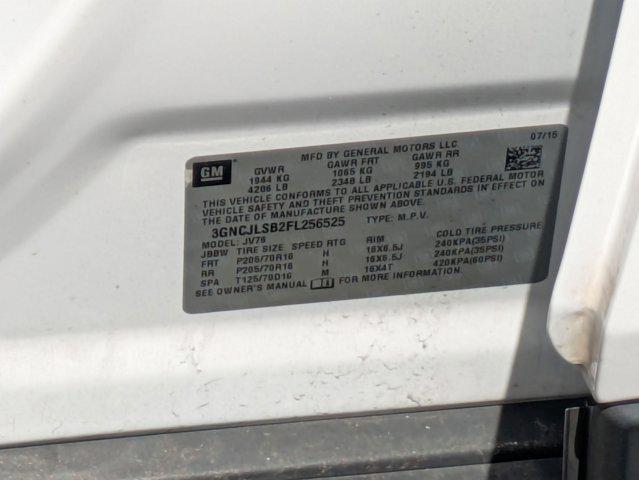 GM
MFD BY GENERAL MOTORS LLC 07/15
GVWR GAWR FRT GAWR RR
1944 KG 1065 KG 995 KG
4286 LB 2348 LB 2194 LB
THIS VEHICLE CONFORMS TO ALL APPLICABLE U.S. FEDERAL MOTOR
VEHICLE SAFETY AND THEFT PREVENTION STANDARDS IN EFFECT ON
THE DATE OF MANUFACTURE SHOWN ABOVE.
3GNCJLSB2FL256525 TYPE: M.P.V.
MODEL: JV76
JBBW TIRE SIZE SPEED RTG RIM COLD TIRE PRESSURE
FRT P205/70R16 H 16X6.5J 240KPA(35PSI)
RR P205/70R16 H 16X6.5J 240KPA(35PSI)
SPA T125/70D16 M 16X4T 420KPA(60PSI)
SEE OWNER'S MANUAL FOR MORE INFORMATION.